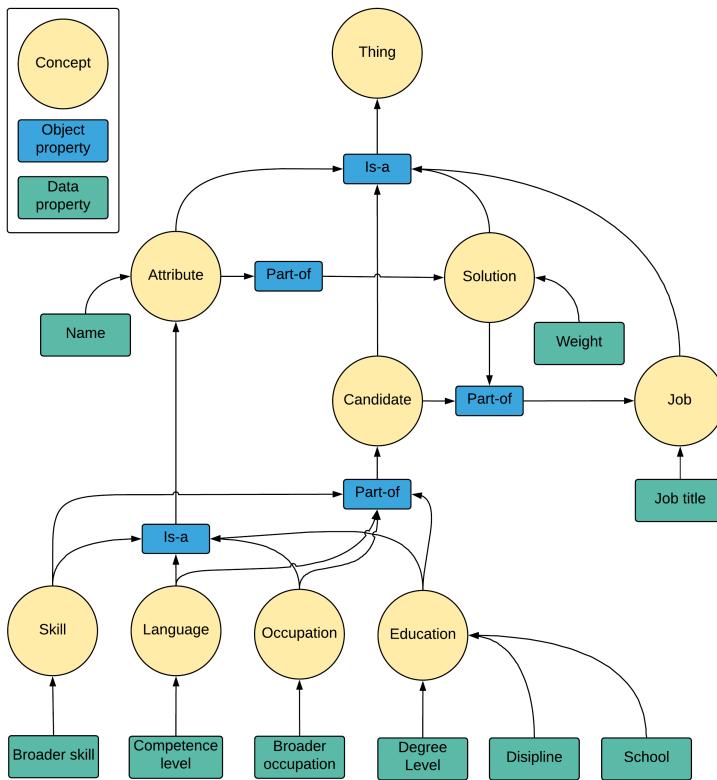 Concept
Thing
Object
property
Is-a
Data
property
Attribute
Part-of
Solution
Name
Weight
Candidate
Part-of
Job
Part-of
Job title
Is-a
Skill
Language
Occupation
Education
Broader skill
Competence
level
Broader
occupation
Degree
Level
Disipline
School